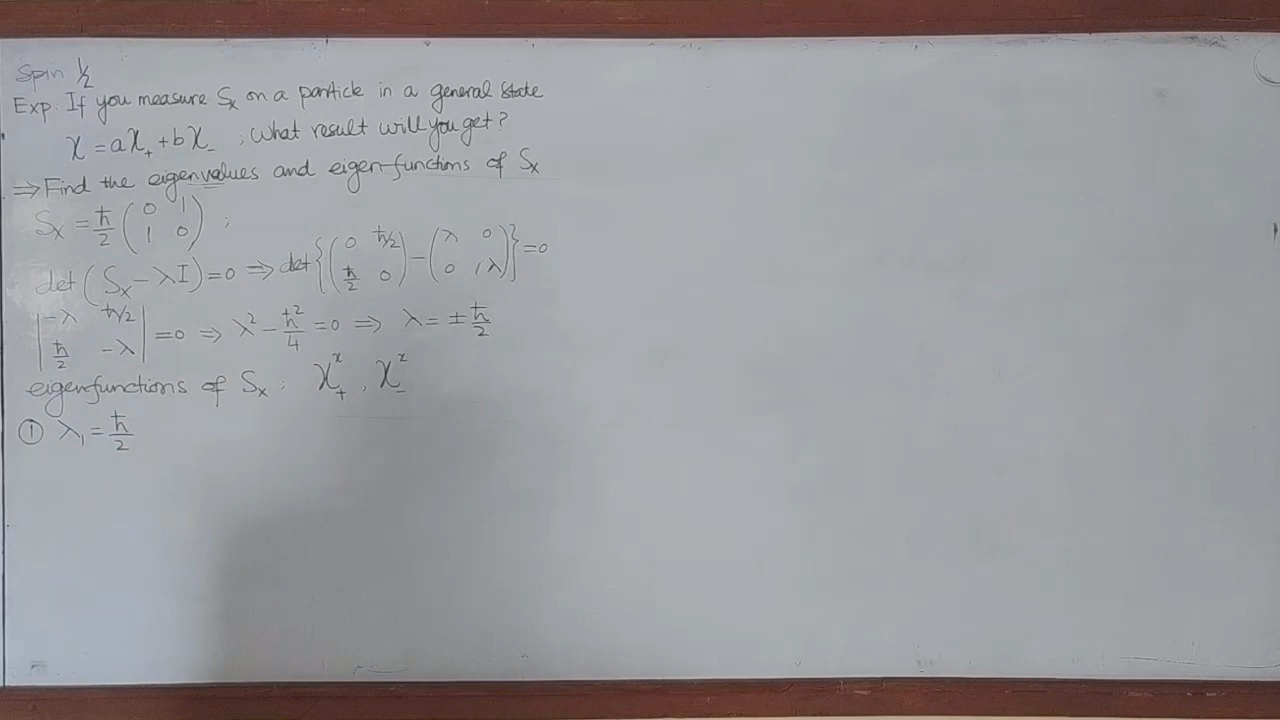 Spin ½
Exp: If you measure Sₓ on a particle in a general state
χ = aχ₊ + bχ₋ ; What result will you get?
⇒ Find the eigenvalues and eigen-functions of Sₓ
Sₓ = ħ/2 ( 0 1 ; 1 0 ) ;
det ( Sₓ - λI ) = 0 ⇒ det { ( 0 ħ/2 ; ħ/2 0 ) - ( λ 0 ; 0 λ ) } = 0
| -λ ħ/2 ; ħ/2 -λ | = 0 ⇒ λ² - ħ²/4 = 0 ⇒ λ = ± ħ/2
eigenfunctions of Sₓ : χ₊ˣ , χ₋ˣ
① λ₁ = ħ/2